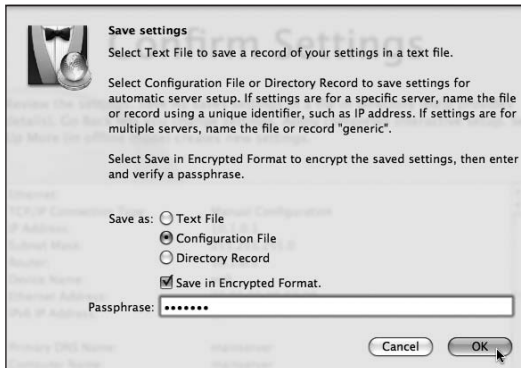 Confirm Settings
Save settings
Select Text File to save a record of your settings in a text file.
Select Configuration File or Directory Record to save settings for
automatic server setup. If settings are for a specific server, name the file
or record using a unique identifier, such as IP address. If settings are for
multiple servers, name the file or record "generic".
Select Save in Encrypted Format to encrypt the saved settings, then enter
and verify a passphrase.
Save as: Text File
Configuration File
Directory Record
Save in Encrypted Format.
Passphrase: •••••••
Cancel OK